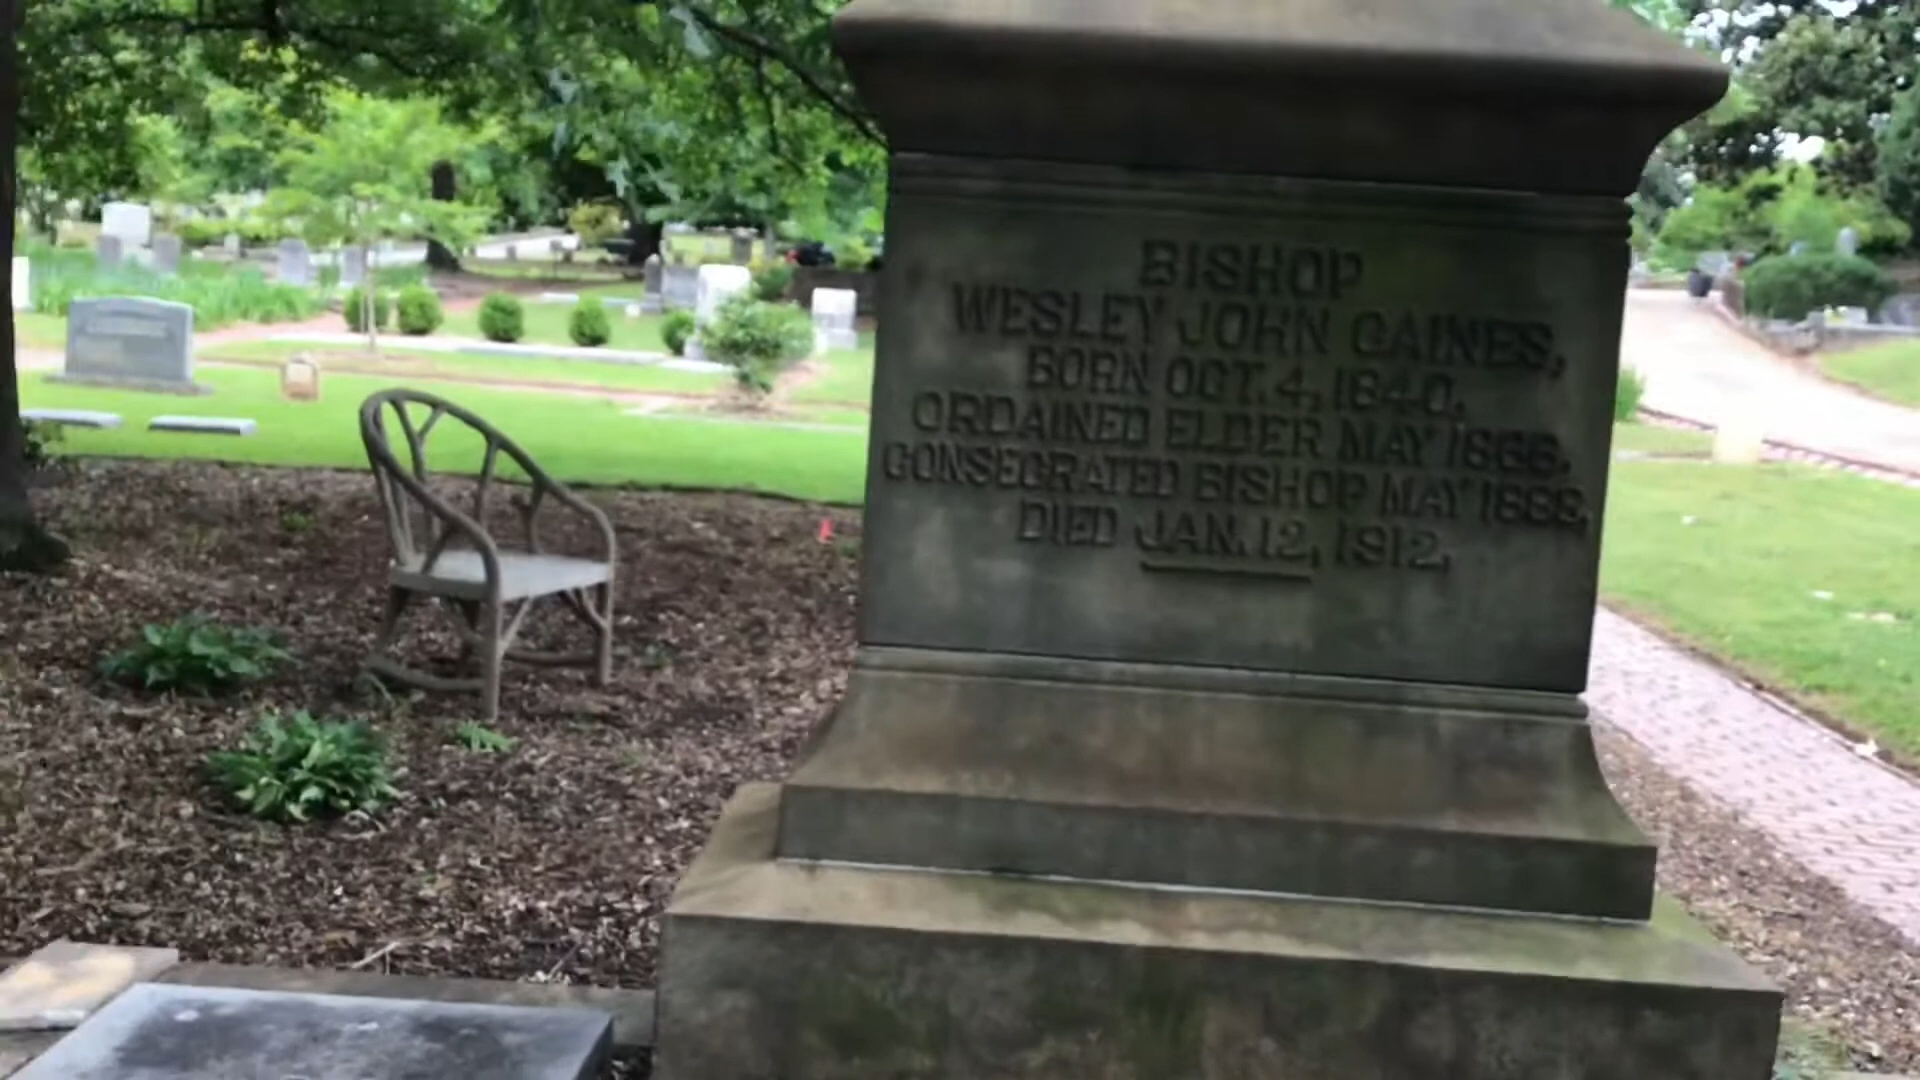 BISHOP
WESLEY JOHN GAINES,
BORN OCT. 4, 1840.
ORDAINED ELDER MAY 1866.
CONSECRATED BISHOP MAY 1888.
DIED JAN. 12, 1912.